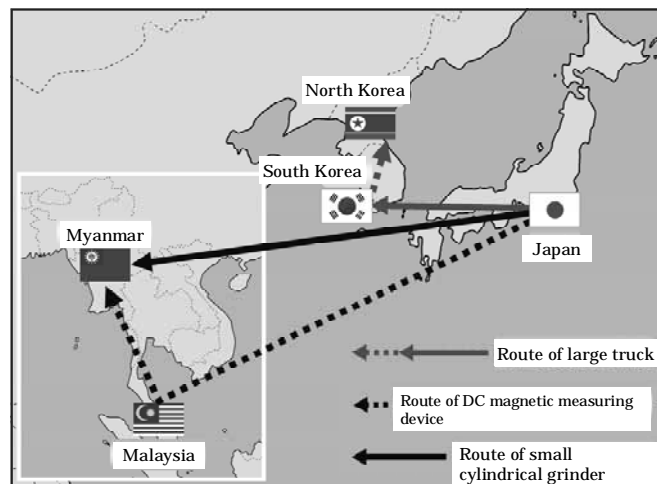 North Korea
South Korea
Myanmar
Japan
Route of large truck
Route of DC magnetic measuring
device
Malaysia
Route of small
cylindrical grinder